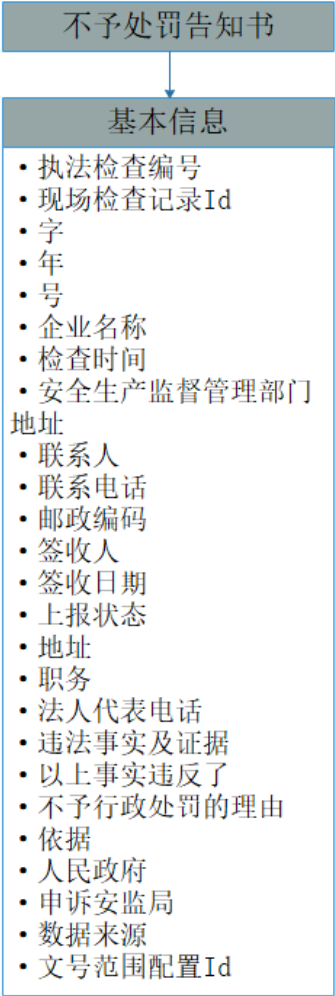 不予处罚告知书
基本信息
•执法检查编号
•现场检查记录Id
•字
•年
•号
•企业名称
•检查时间
•安全生产监督管理部门
地址
•联系人
•联系电话
•邮政编码
•签收人
•签收日期
•上报状态
•地址
•职务
•法人代表电话
•违法事实及证据
•以上事实违反了
•不予行政处罚的理由
•依据
•人民政府
•申诉安监局
•数据来源
•文号范围配置Id